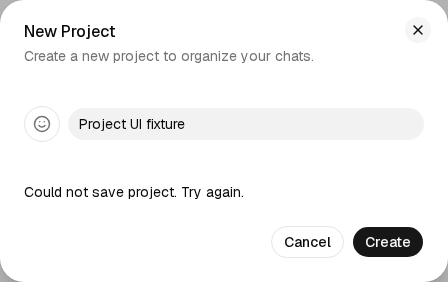 New Project
Create a new project to organize your chats.
Project UI fixture
Could not save project. Try again.
Cancel
Create